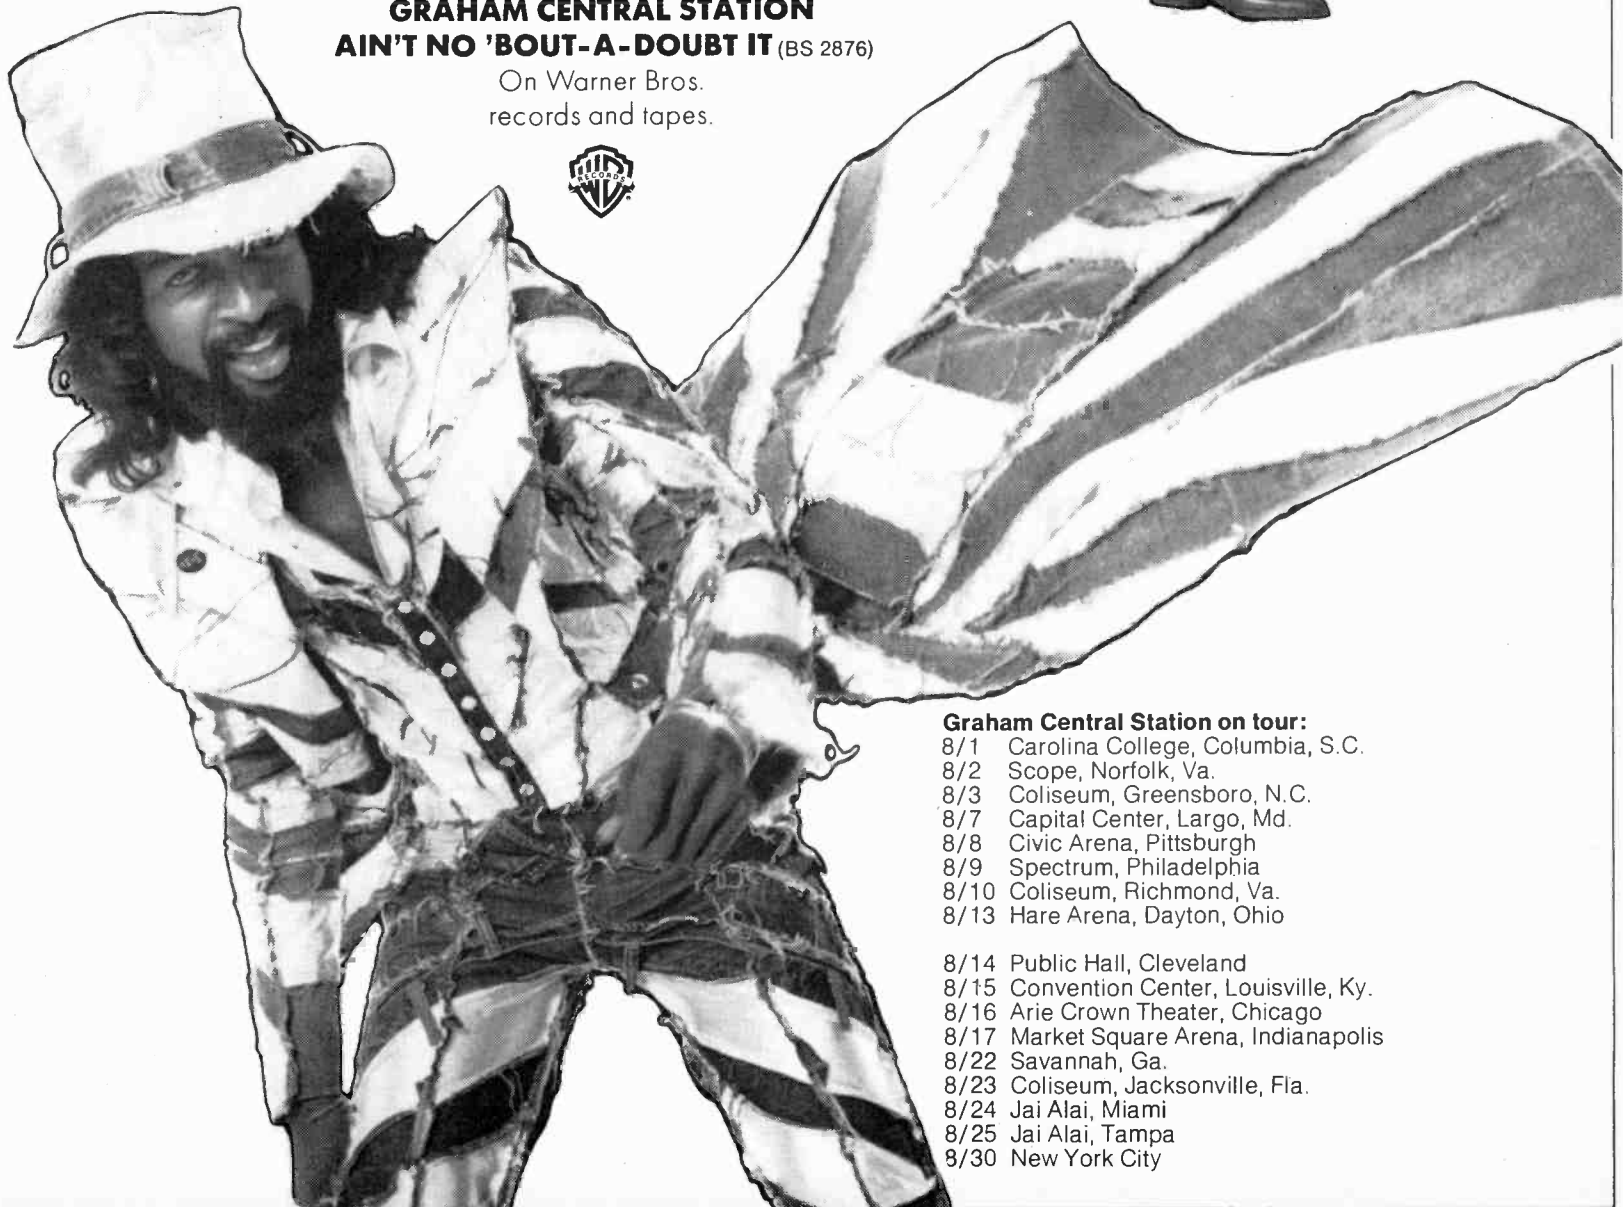 GRAHAM CENTRAL STATION
AIN'T NO 'BOUT-A-DOUBT IT (BS 2876)
On Warner Bros.
records and tapes.
RECORDS
Graham Central Station on tour:
8/1 Carolina College, Columbia, S.C.
8/2 Scope, Norfolk, Va.
8/3 Coliseum, Greensboro, N.C.
8/7 Capital Center, Largo, Md.
8/8 Civic Arena, Pittsburgh
8/9 Spectrum, Philadelphia
8/10 Coliseum, Richmond, Va.
8/13 Hare Arena, Dayton, Ohio
8/14 Public Hall, Cleveland
8/15 Convention Center, Louisville, Ky.
8/16 Arie Crown Theater, Chicago
8/17 Market Square Arena, Indianapolis
8/22 Savannah, Ga.
8/23 Coliseum, Jacksonville, Fla.
8/24 Jai Alai, Miami
8/25 Jai Alai, Tampa
8/30 New York City